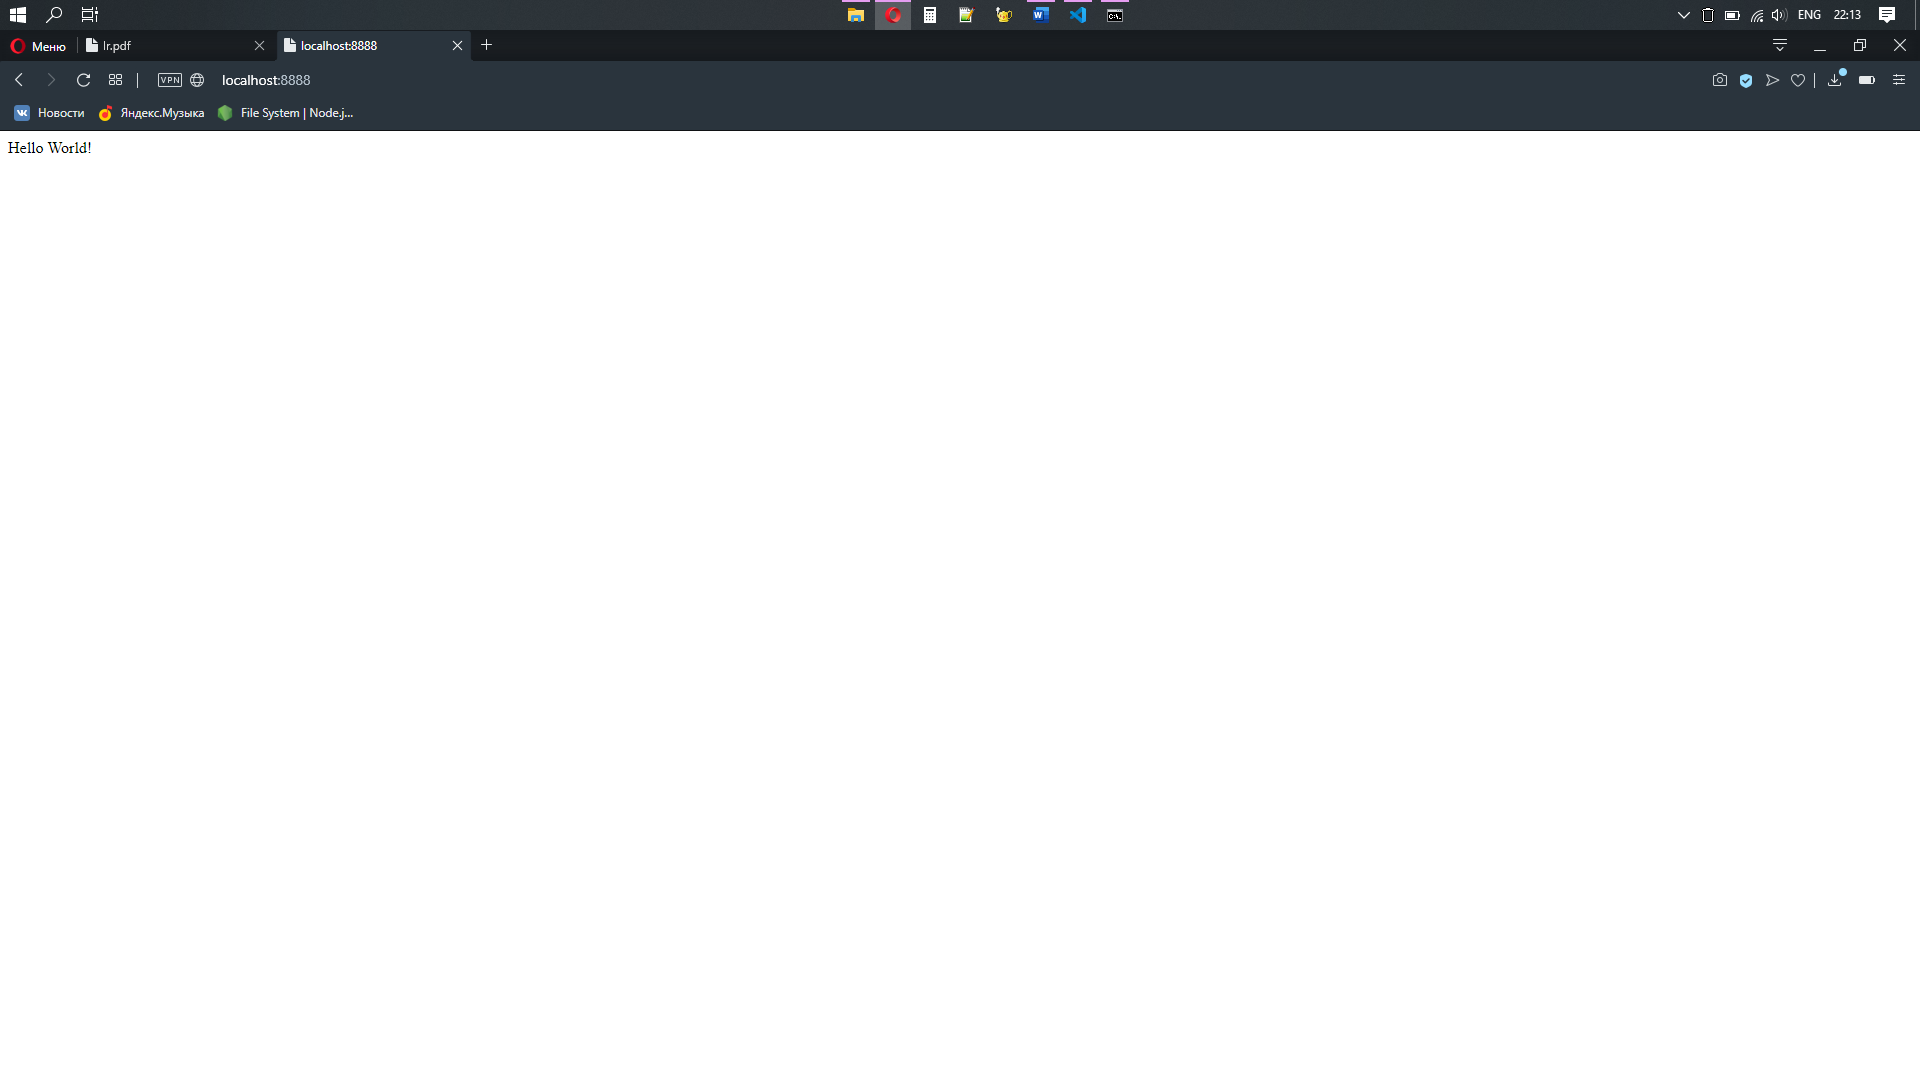 ENG 22:13
Меню lr.pdf localhost:8888
VPN localhost:8888
Новости Яндекс.Музыка File System | Node.j...
Hello World!